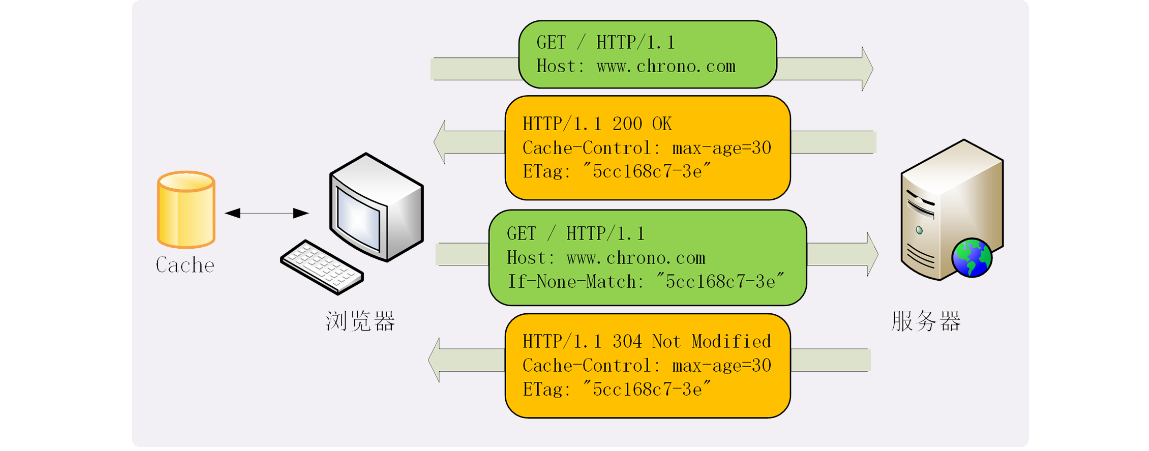 GET / HTTP/1.1
Host: www.chrono.com
HTTP/1.1 200 OK
Cache-Control: max-age=30
ETag: "5cc168c7-3e"
GET / HTTP/1.1
Host: www.chrono.com
If-None-Match: "5cc168c7-3e"
Cache
浏览器
服务器
HTTP/1.1 304 Not Modified
Cache-Control: max-age=30
ETag: "5cc168c7-3e"